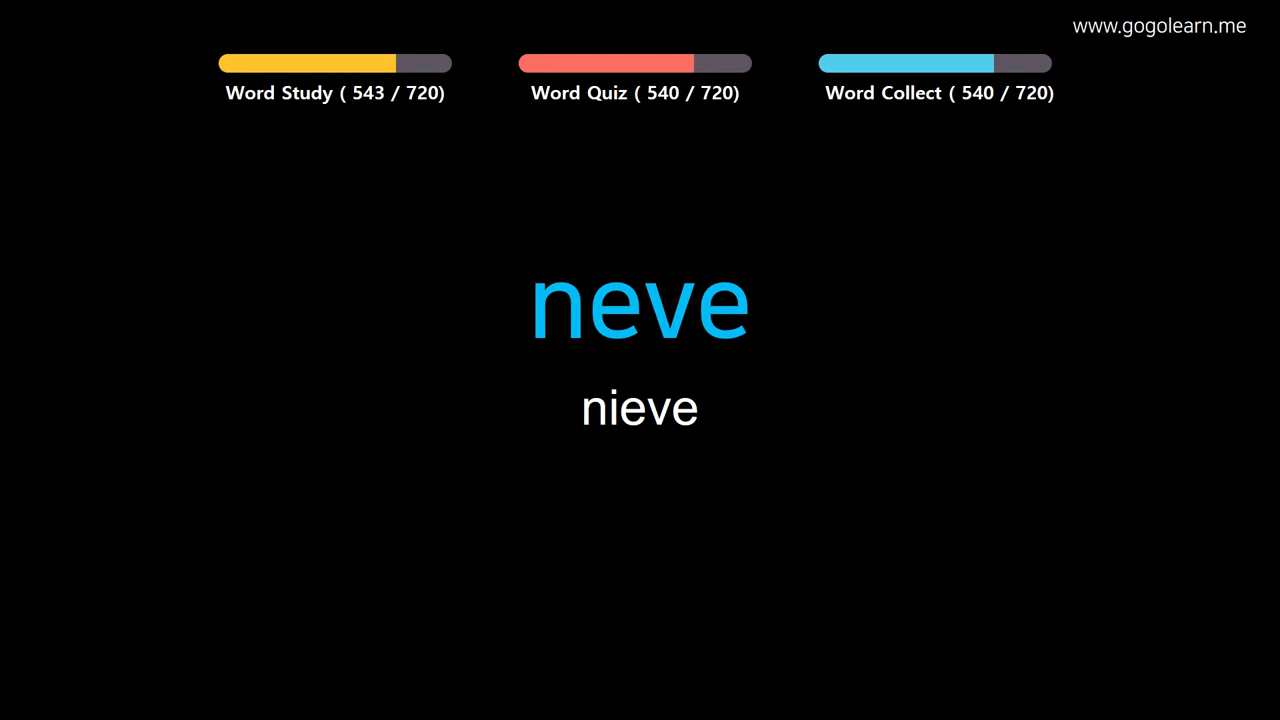 www.gogolearn.me
Word Study ( 543 / 720)
Word Quiz ( 540 / 720)
Word Collect ( 540 / 720)
neve
nieve